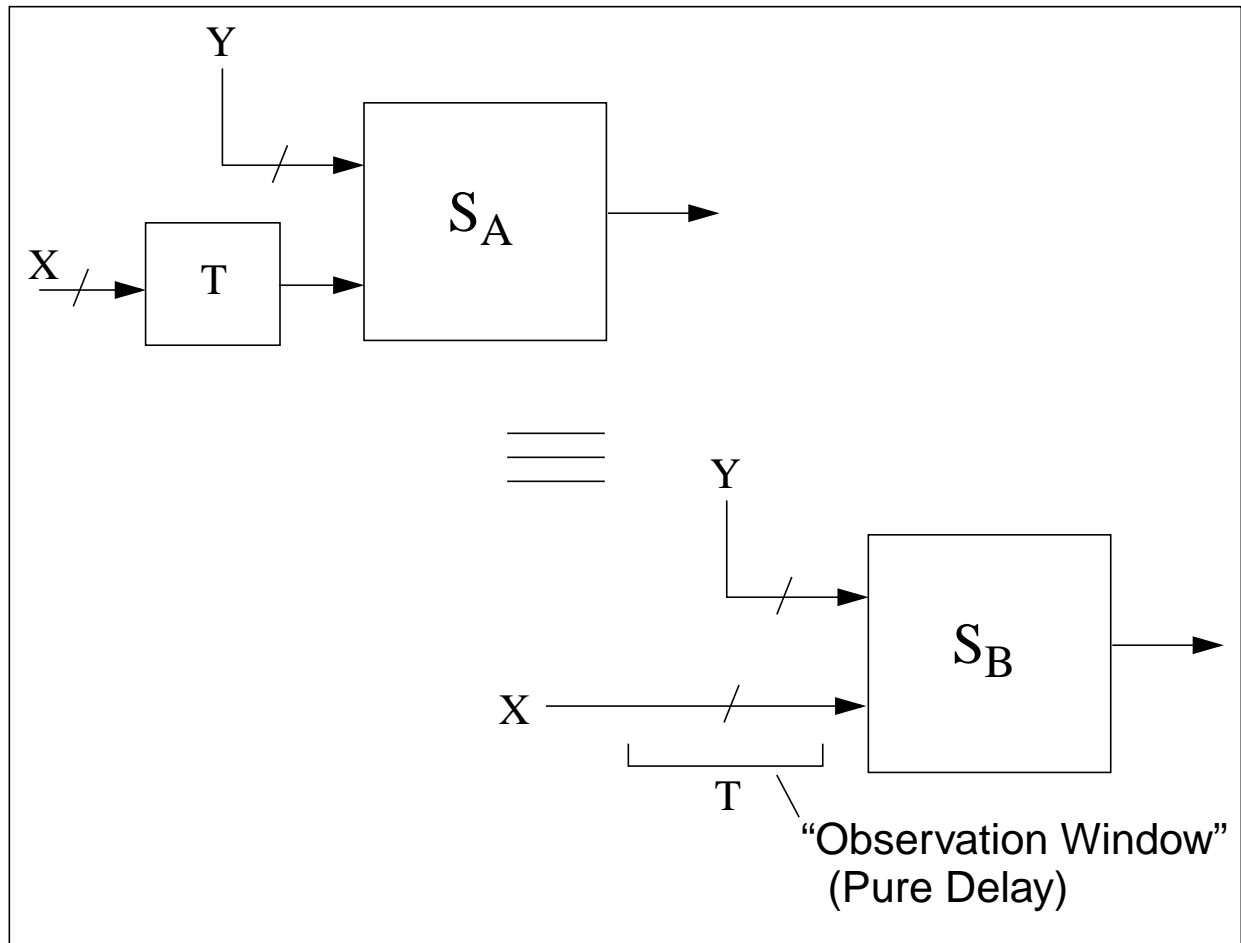 Y
S_A
X
T
Y
S_B
X
T
“Observation Window”
(Pure Delay)